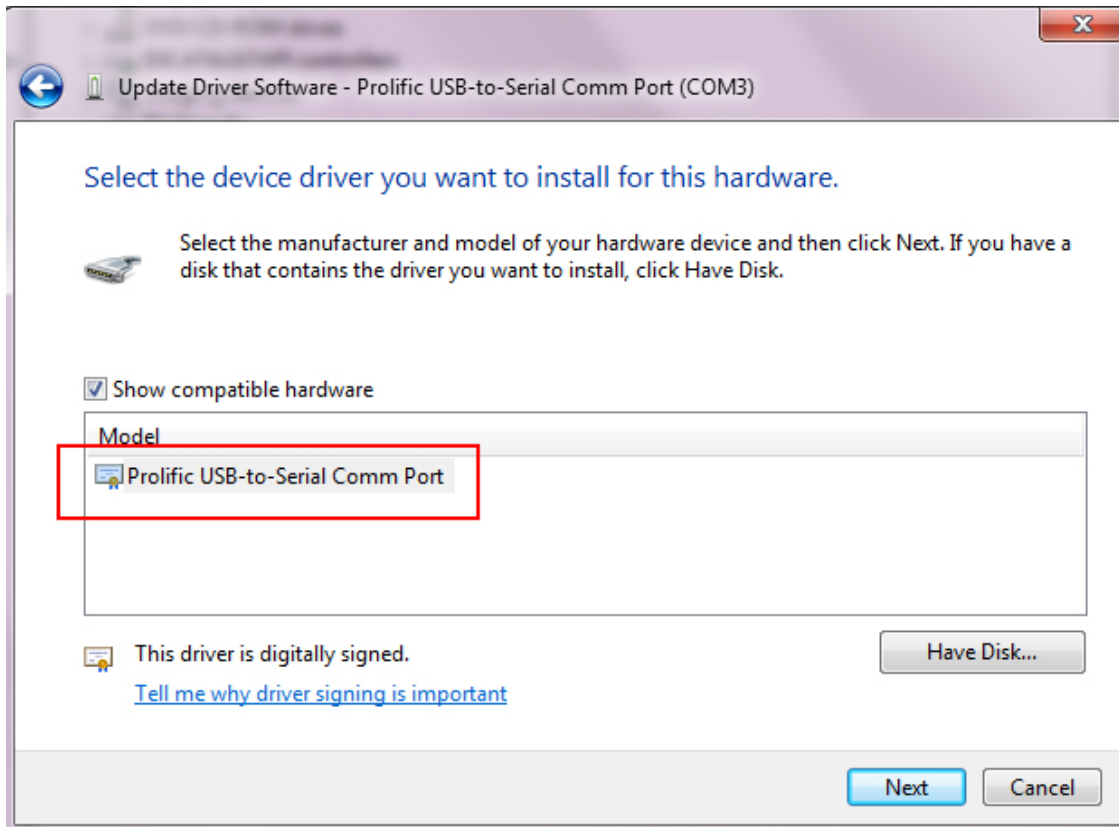 Update Driver Software - Prolific USB-to-Serial Comm Port (COM3)
Select the device driver you want to install for this hardware.
Select the manufacturer and model of your hardware device and then click Next. If you have a
disk that contains the driver you want to install, click Have Disk.
Show compatible hardware
Model
Prolific USB-to-Serial Comm Port
This driver is digitally signed.
Have Disk...
Tell me why driver signing is important
Next
Cancel